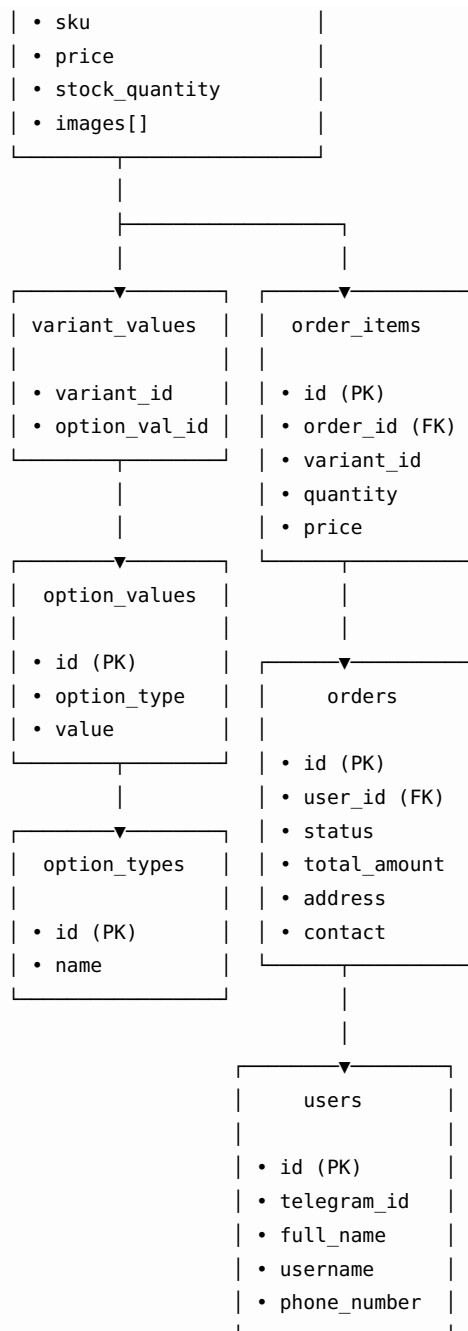 • sku
• price
• stock_quantity
• images[]
variant_values
• variant_id
• option_val_id
order_items
• id (PK)
• order_id (FK)
• variant_id
• quantity
• price
option_values
• id (PK)
• option_type
• value
orders
• id (PK)
• user_id (FK)
• status
• total_amount
• address
• contact
option_types
• id (PK)
• name
users
• id (PK)
• telegram_id
• full_name
• username
• phone_number